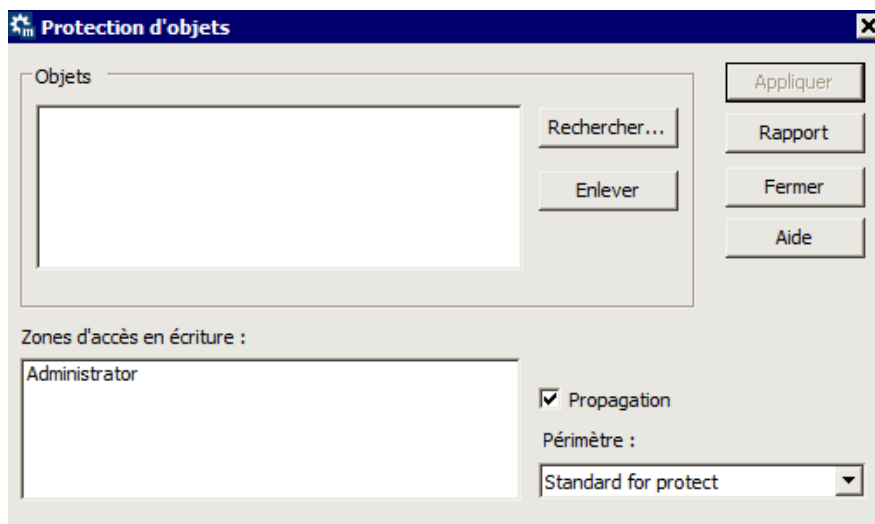 Protection d'objets
Objets
Appliquer
Rechercher...
Rapport
Enlever
Fermer
Aide
Zones d'accès en écriture :
Administrator
Propagation
Périmètre :
Standard for protect